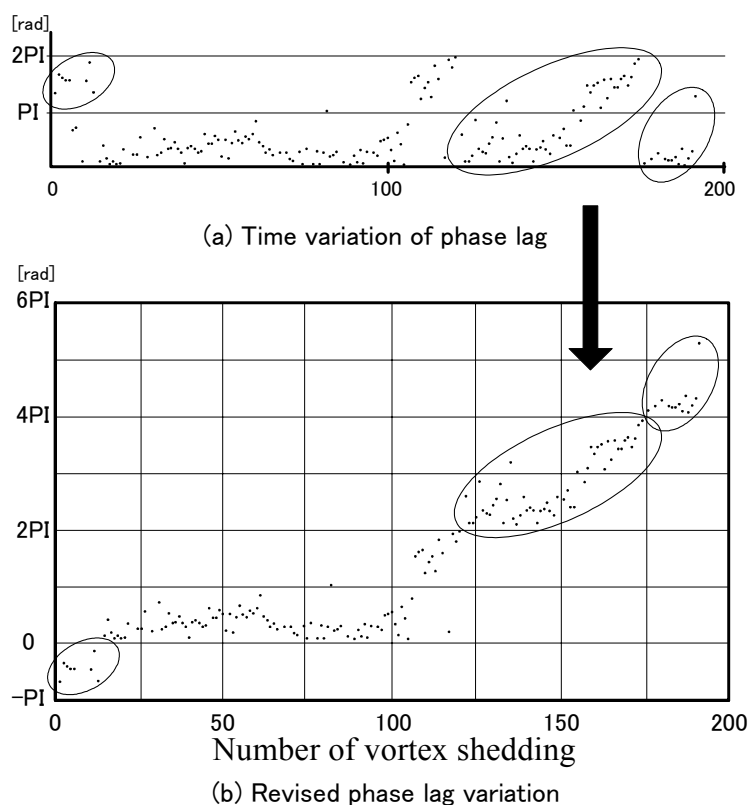 [rad]
2PI
PI
0 100 200
(a) Time variation of phase lag
[rad]
6PI
4PI
2PI
0
-PI
0 50 100 150 200
Number of vortex shedding
(b) Revised phase lag variation